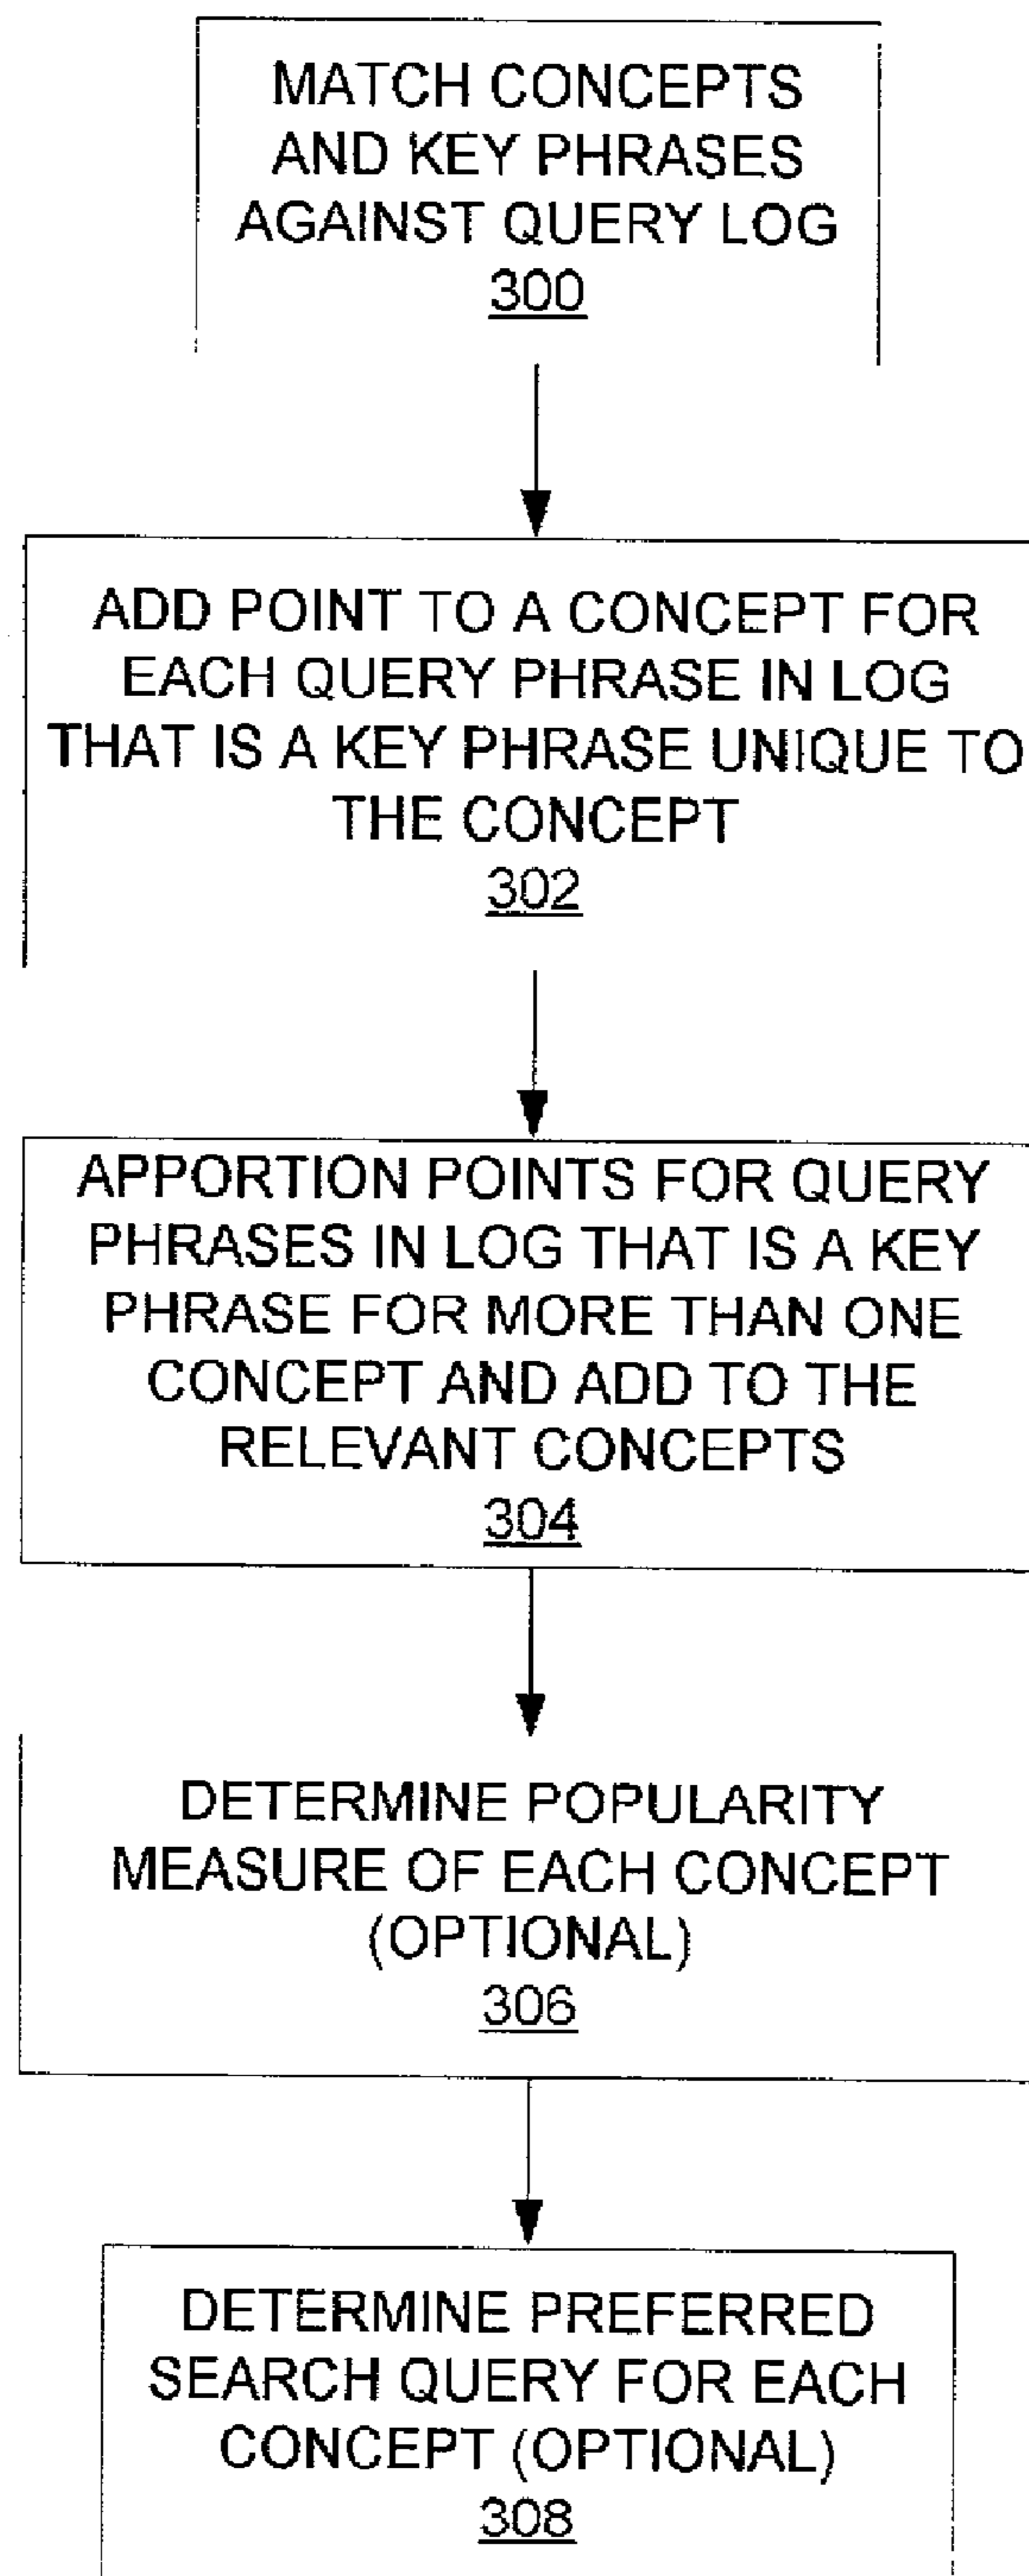 MATCH CONCEPTS
AND KEY PHRASES
AGAINST QUERY LOG
300
ADD POINT TO A CONCEPT FOR
EACH QUERY PHRASE IN LOG
THAT IS A KEY PHRASE UNIQUE TO
THE CONCEPT
302
APPORTION POINTS FOR QUERY
PHRASES IN LOG THAT IS A KEY
PHRASE FOR MORE THAN ONE
CONCEPT AND ADD TO THE
RELEVANT CONCEPTS
304
DETERMINE POPULARITY
MEASURE OF EACH CONCEPT
(OPTIONAL)
306
DETERMINE PREFERRED
SEARCH QUERY FOR EACH
CONCEPT (OPTIONAL)
308